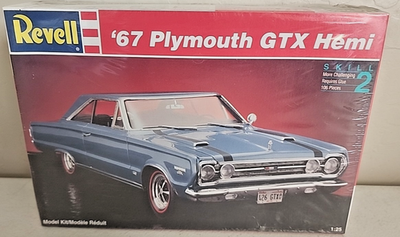 Revell
'67 Plymouth GTX Hemi
SKILL
2
More Challenging
Requires Glue
106 Pieces
Model Kit/Modèle Réduit
1:25